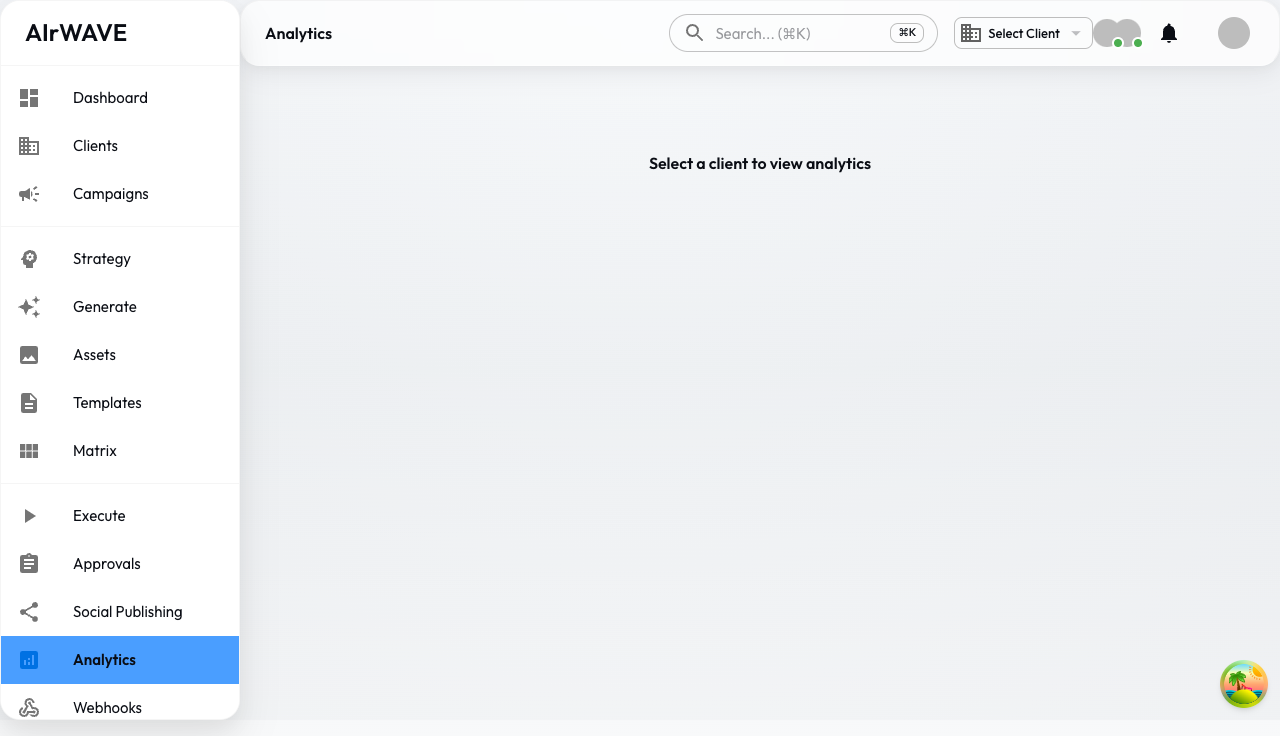 AIrWAVE
Analytics
Search... (⌘K)
⌘K
Select Client
Dashboard
Clients
Campaigns
Strategy
Generate
Assets
Templates
Matrix
Execute
Approvals
Social Publishing
Analytics
Webhooks
Select a client to view analytics